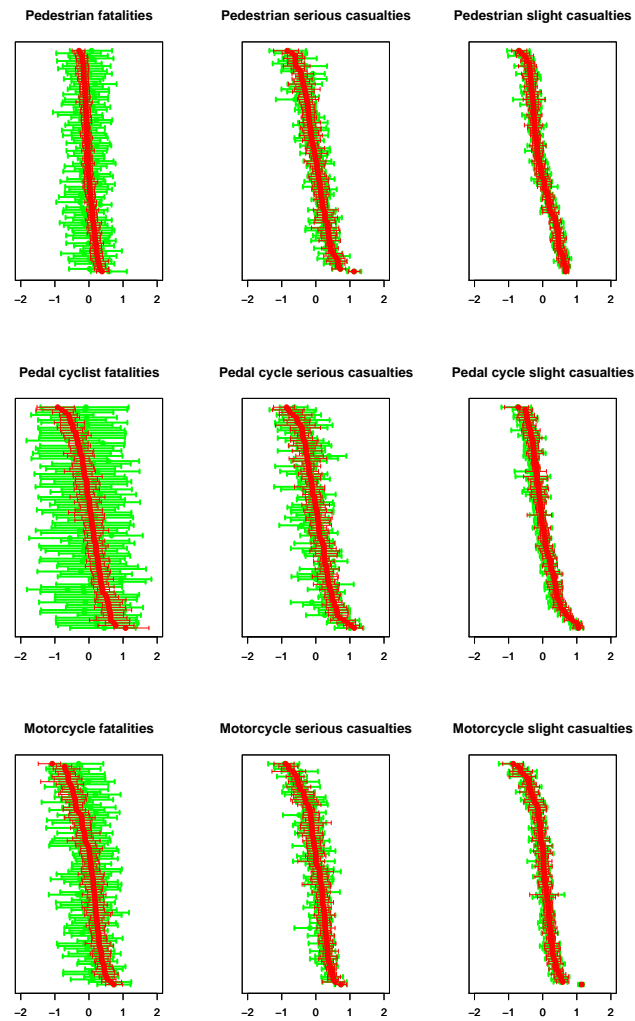 Pedestrian fatalities Pedestrian serious casualties Pedestrian slight casualties
−2 −1 0 1 2 −2 −1 0 1 2 −2 −1 0 1 2
Pedal cyclist fatalities Pedal cycle serious casualties Pedal cycle slight casualties
−2 −1 0 1 2 −2 −1 0 1 2 −2 −1 0 1 2
Motorcycle fatalities Motorcycle serious casualties Motorcycle slight casualties
−2 −1 0 1 2 −2 −1 0 1 2 −2 −1 0 1 2